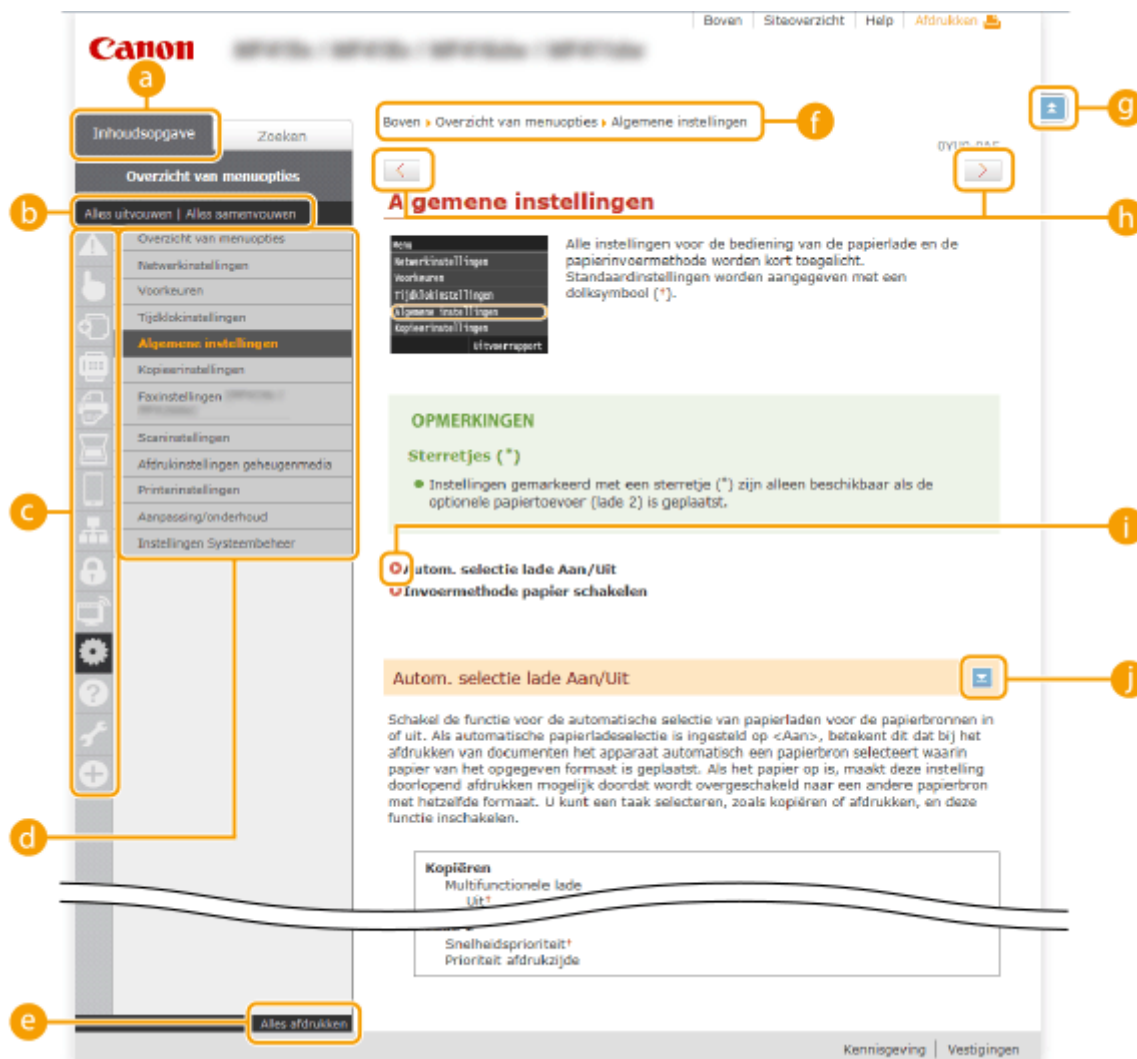 Boven | Siteoverzicht | Help | Afdrukken
Canon
a
Inhoudsopgave
Zoeken
Overzicht van menuopties
b
Alles uitvouwen | Alles samenvouwen
c
Overzicht van menuopties
Netwerkinstellingen
Voorkeuren
Tijdklokinstellingen
Algemene instellingen
Kopieerinstellingen
Faxinstellingen
Scaninstellingen
Afdrukinstellingen geheugenmedia
Printerinstellingen
Aanpassing/onderhoud
Instellingen Systeembeheer
d
e
Alles afdrukken
Boven Overzicht van menuopties Algemene instellingen
f
g
h
Algemene instellingen
Menu
Netwerkinstellingen
Voorkeuren
Tijdklokinstellingen
Algemene instellingen
Kopieerinstellingen
Uitvoerrapport
Alle instellingen voor de bediening van de papierlade en de
papierinvoermethode worden kort toegelicht.
Standaardinstellingen worden aangegeven met een
dolksymbool (†).
OPMERKINGEN
Sterretjes (*)
Instellingen gemarkeerd met een sterretje (*) zijn alleen beschikbaar als de
optionele papiertoevoer (lade 2) is geplaatst.
i
Autom. selectie lade Aan/Uit
Invoermethode papier schakelen
Autom. selectie lade Aan/Uit
j
Schakel de functie voor de automatische selectie van papierladen voor de papierbronnen in
of uit. Als automatische papierladeselectie is ingesteld op <Aan>, betekent dit dat bij het
afdrukken van documenten het apparaat automatisch een papierbron selecteert waarin
papier van het opgegeven formaat is geplaatst. Als het papier op is, maakt deze instelling
doorlopend afdrukken mogelijk doordat wordt overgeschakeld naar een andere papierbron
met hetzelfde formaat. U kunt een taak selecteren, zoals kopiëren of afdrukken, en deze
functie inschakelen.
Kopiëren
Multifunctionele lade
Uit†
Snelheidsprioriteit†
Prioriteit afdrukzijde
Kennisgeving | Vestigingen